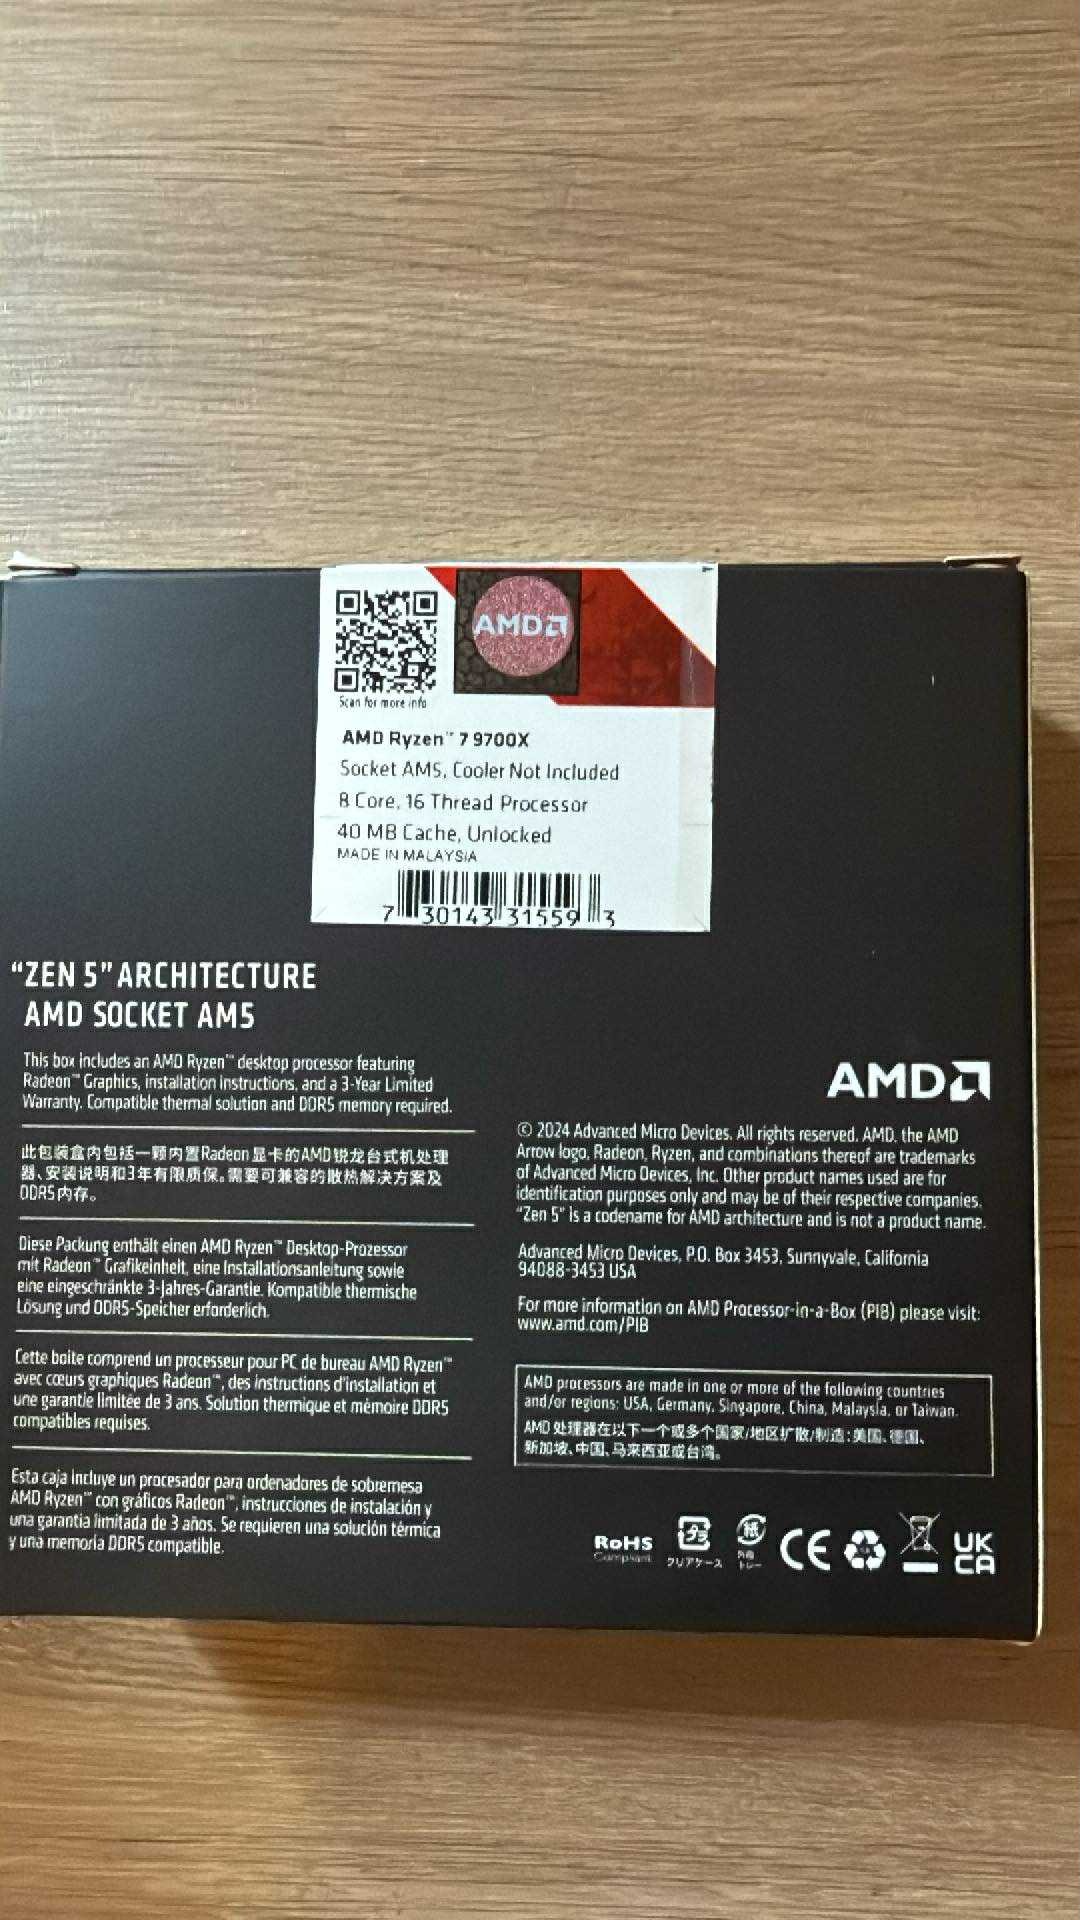 AMD
Scan for more info
AMD Ryzen™ 7 9700X
Socket AM5, Cooler Not Included
8 Core, 16 Thread Processor
40 MB Cache, Unlocked
MADE IN MALAYSIA
7 30143 31559 3
“ZEN 5” ARCHITECTURE
AMD SOCKET AM5
This box includes an AMD Ryzen™ desktop processor featuring
Radeon™ Graphics, installation instructions, and a 3-Year Limited
Warranty. Compatible thermal solution and DDR5 memory required.
此包装盒内包括一颗内置Radeon显卡的AMD锐龙台式机处理
器、安装说明和3年有限质保。需要可兼容的散热解决方案及
DDR5内存。
Diese Packung enthält einen AMD Ryzen™ Desktop-Prozessor
mit Radeon™ Grafikeinheit, eine Installationsanleitung sowie
eine eingeschränkte 3-Jahres-Garantie. Kompatible thermische
Lösung und DDR5-Speicher erforderlich.
Cette boîte comprend un processeur pour PC de bureau AMD Ryzen™
avec cœurs graphiques Radeon™, des instructions d'installation et
une garantie limitée de 3 ans. Solution thermique et mémoire DDR5
compatibles requises.
Esta caja incluye un procesador para ordenadores de sobremesa
AMD Ryzen™ con gráficos Radeon™, instrucciones de instalación y
una garantía limitada de 3 años. Se requieren una solución térmica
y una memoria DDR5 compatible.
AMD
© 2024 Advanced Micro Devices. All rights reserved. AMD, the AMD
Arrow logo, Radeon, Ryzen, and combinations thereof are trademarks
of Advanced Micro Devices, Inc. Other product names used are for
identification purposes only and may be of their respective companies.
“Zen 5” is a codename for AMD architecture and is not a product name.
Advanced Micro Devices, P.O. Box 3453, Sunnyvale, California
94088-3453 USA
For more information on AMD Processor-in-a-Box (PIB) please visit:
www.amd.com/PIB
AMD processors are made in one or more of the following countries
and/or regions: USA, Germany, Singapore, China, Malaysia, or Taiwan.
AMD 处理器在以下一个或多个国家/地区扩散/制造：美国、德国、
新加坡、中国、马来西亚或台湾。
RoHS
Compliant
プラ
クリアケース
紙
外箱
トレー
CE
UK
CA